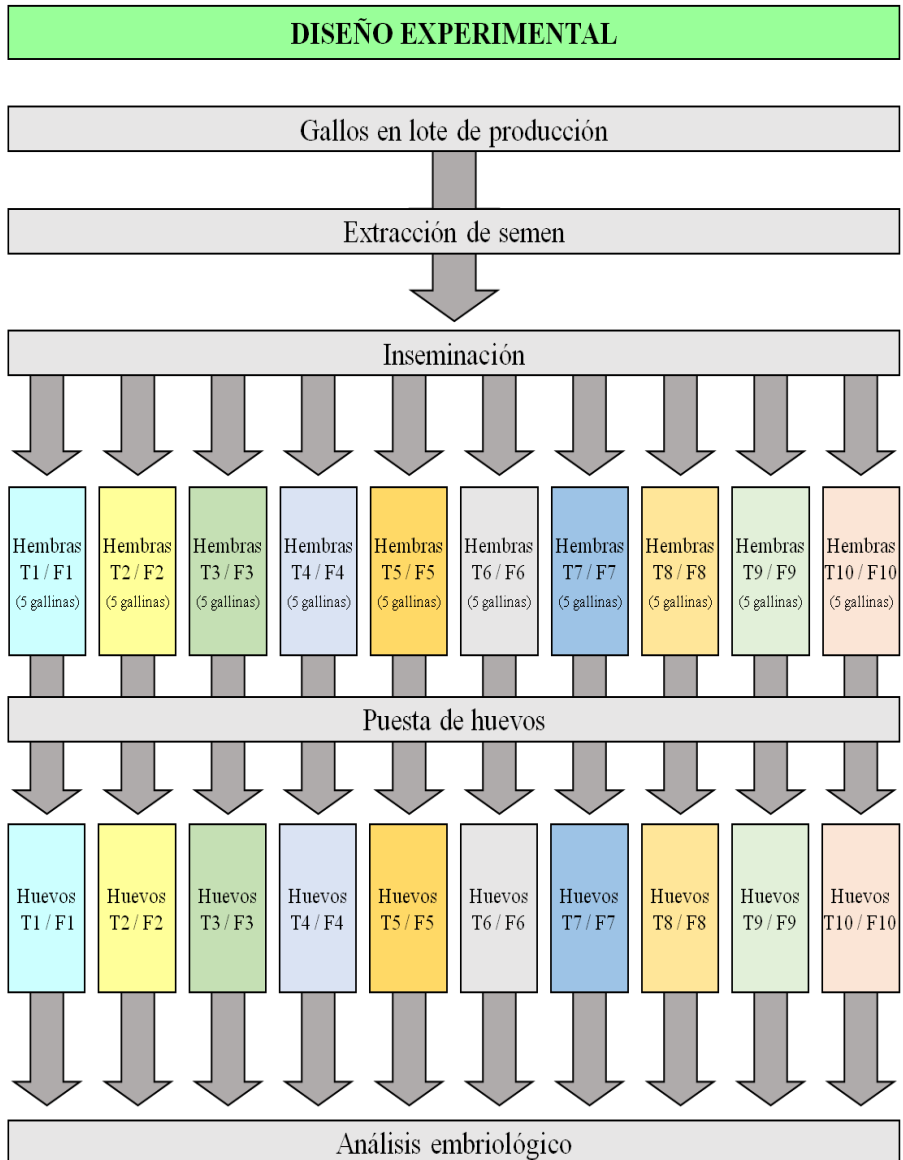 DISEÑO EXPERIMENTAL
Gallos en lote de producción
Extracción de semen
Inseminación
Hembras
T1 / F1
(5 gallinas)
Hembras
T2 / F2
(5 gallinas)
Hembras
T3 / F3
(5 gallinas)
Hembras
T4 / F4
(5 gallinas)
Hembras
T5 / F5
(5 gallinas)
Hembras
T6 / F6
(5 gallinas)
Hembras
T7 / F7
(5 gallinas)
Hembras
T8 / F8
(5 gallinas)
Hembras
T9 / F9
(5 gallinas)
Hembras
T10 / F10
(5 gallinas)
Puesta de huevos
Huevos
T1 / F1
Huevos
T2 / F2
Huevos
T3 / F3
Huevos
T4 / F4
Huevos
T5 / F5
Huevos
T6 / F6
Huevos
T7 / F7
Huevos
T8 / F8
Huevos
T9 / F9
Huevos
T10 / F10
Análisis embriológico